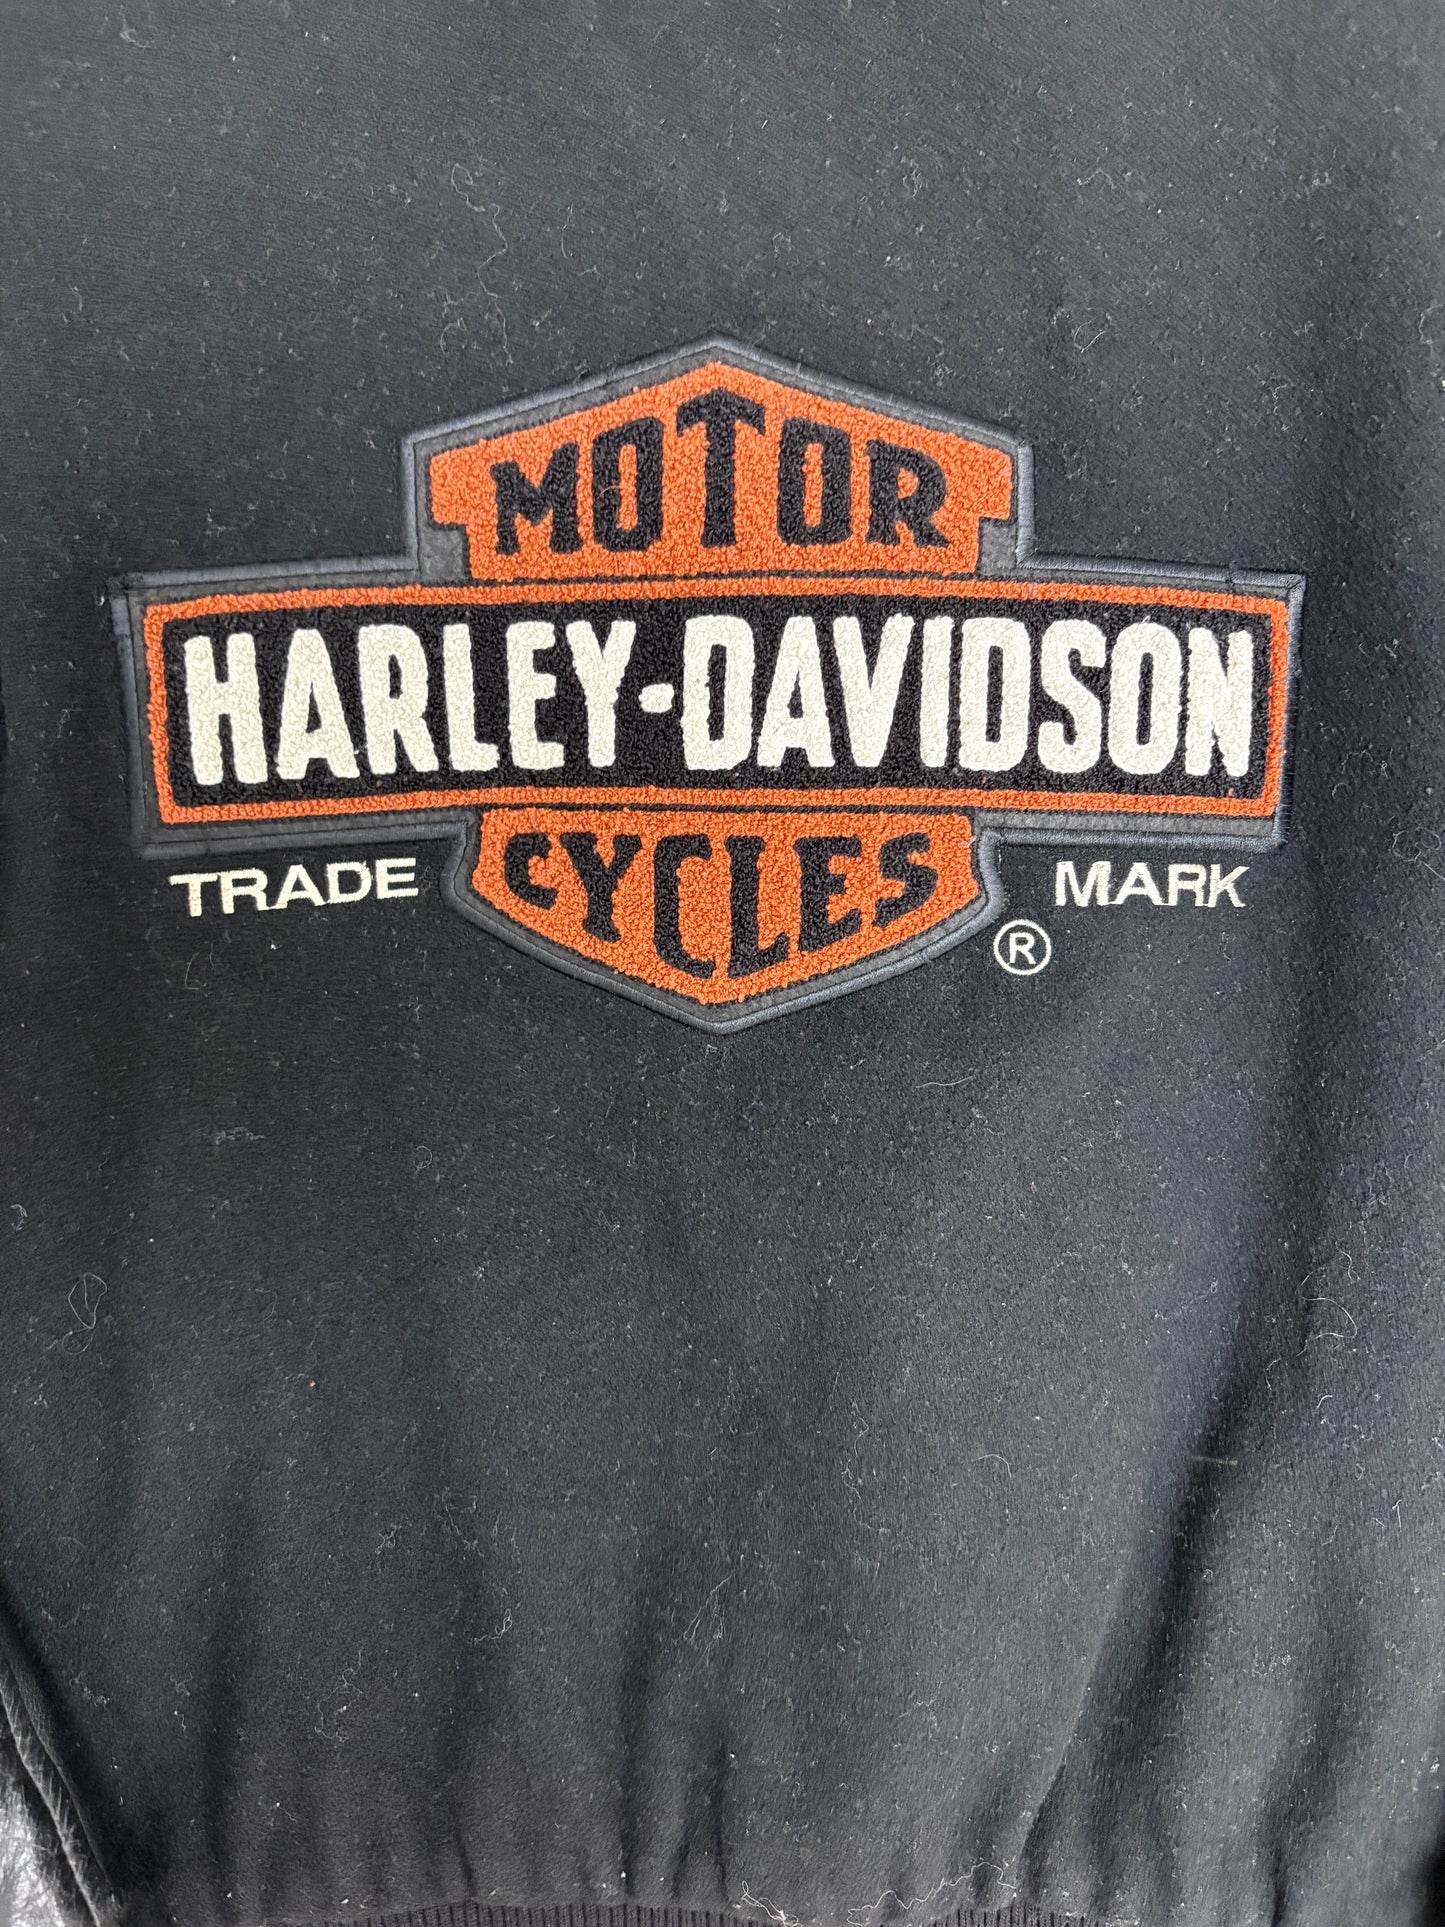 MOTOR
HARLEY-DAVIDSON
TRADE CYCLES MARK
®